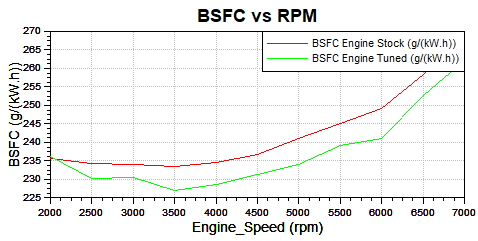 BSFC vs RPM
270
265
260
255
250
245
240
235
230
225
BSFC (g/(kW.h))
BSFC Engine Stock (g/(kW.h))
BSFC Engine Tuned (g/(kW.h))
2000 2500 3000 3500 4000 4500 5000 5500 6000 6500 7000
Engine_Speed (rpm)